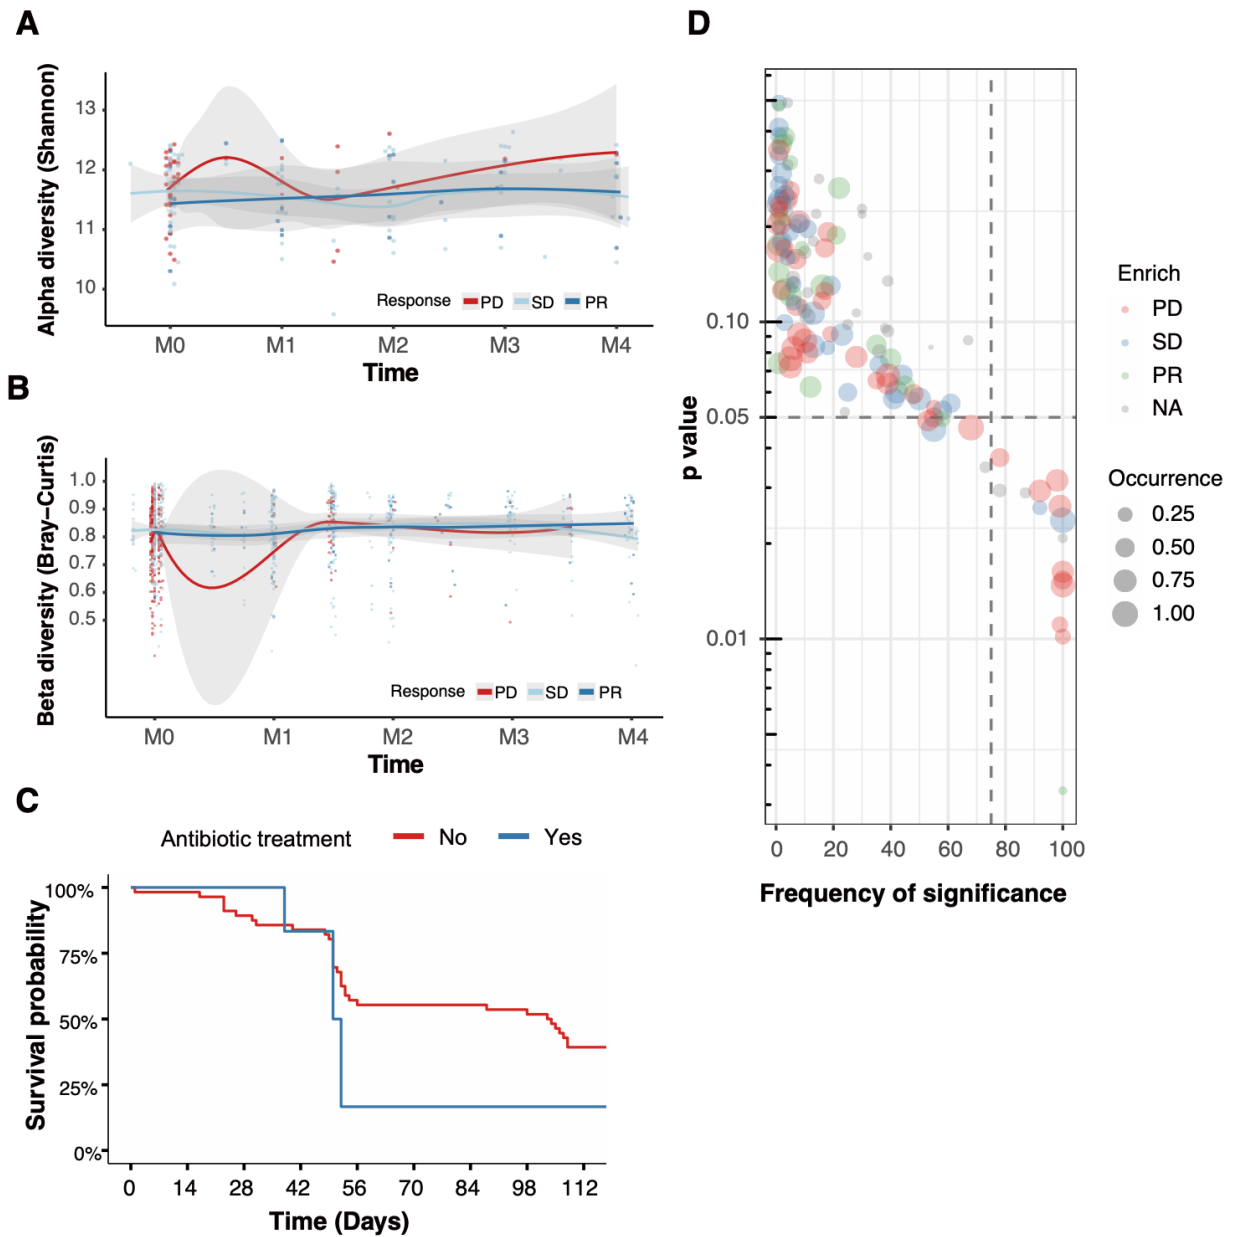 A
Alpha diversity (Shannon)
13
12
11
10
Response PD SD PR
M0 M1 M2 M3 M4
Time
B
Beta diversity (Bray–Curtis)
1.0
0.9
0.8
0.7
0.6
0.5
Response PD SD PR
M0 M1 M2 M3 M4
Time
C
Antibiotic treatment No Yes
Survival probability
100%
75%
50%
25%
0%
0 14 28 42 56 70 84 98 112
Time (Days)
D
p value
0.10
0.05
0.01
0 20 40 60 80 100
Frequency of significance
Enrich
PD
SD
PR
NA
Occurrence
0.25
0.50
0.75
1.00